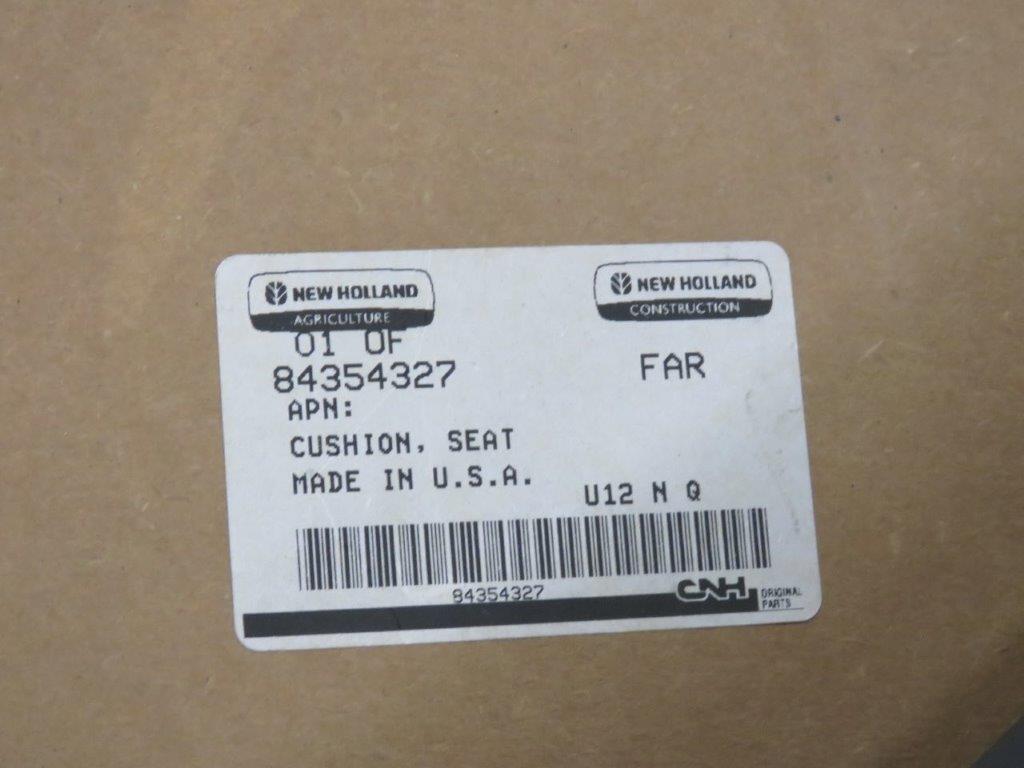 NEW HOLLAND
AGRICULTURE
NEW HOLLAND
CONSTRUCTION
01 OF
84354327
FAR
APN:
CUSHION, SEAT
MADE IN U.S.A.
U12 N Q
84354327
CNH
ORIGINAL
PARTS